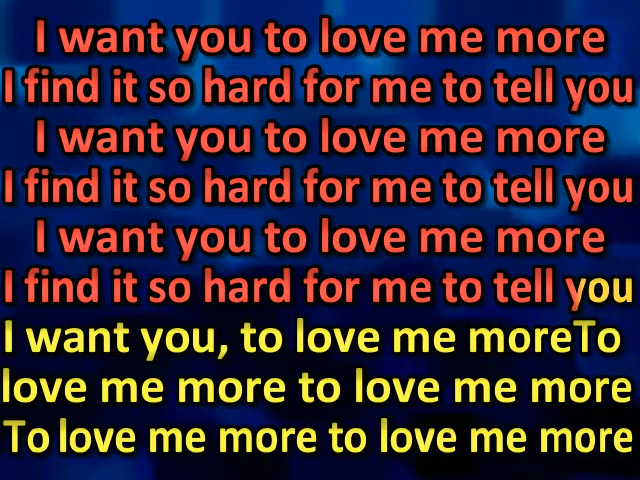 I want you to love me more
I find it so hard for me to tell you
I want you to love me more
I find it so hard for me to tell you
I want you to love me more
I find it so hard for me to tell you
I want you, to love me moreTo
love me more to love me more
To love me more to love me more